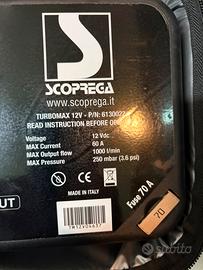 SCOPREGA
www.scoprega.it
TURBOMAX 12V - P/N: 6130022
READ INSTRUCTION BEFORE
Voltage 12 Vdc
MAX Current 60 A
MAX Output flow 1000 l/min
MAX Pressure 250 mbar (3.6 psi)
MADE IN ITALY
OUT
Fuse 70 A
70
subito